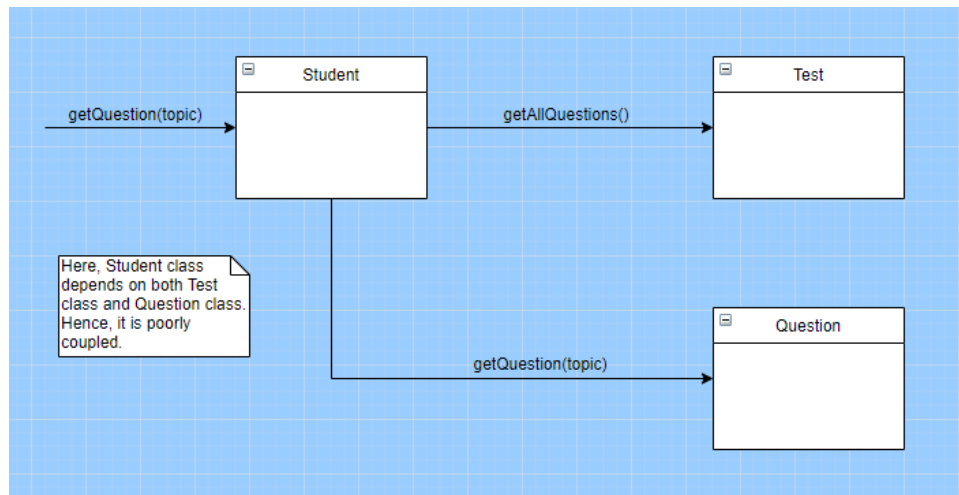 Student
Test
getQuestion(topic)
getAllQuestions()
Here, Student class
depends on both Test
class and Question class.
Hence, it is poorly
coupled.
Question
getQuestion(topic)